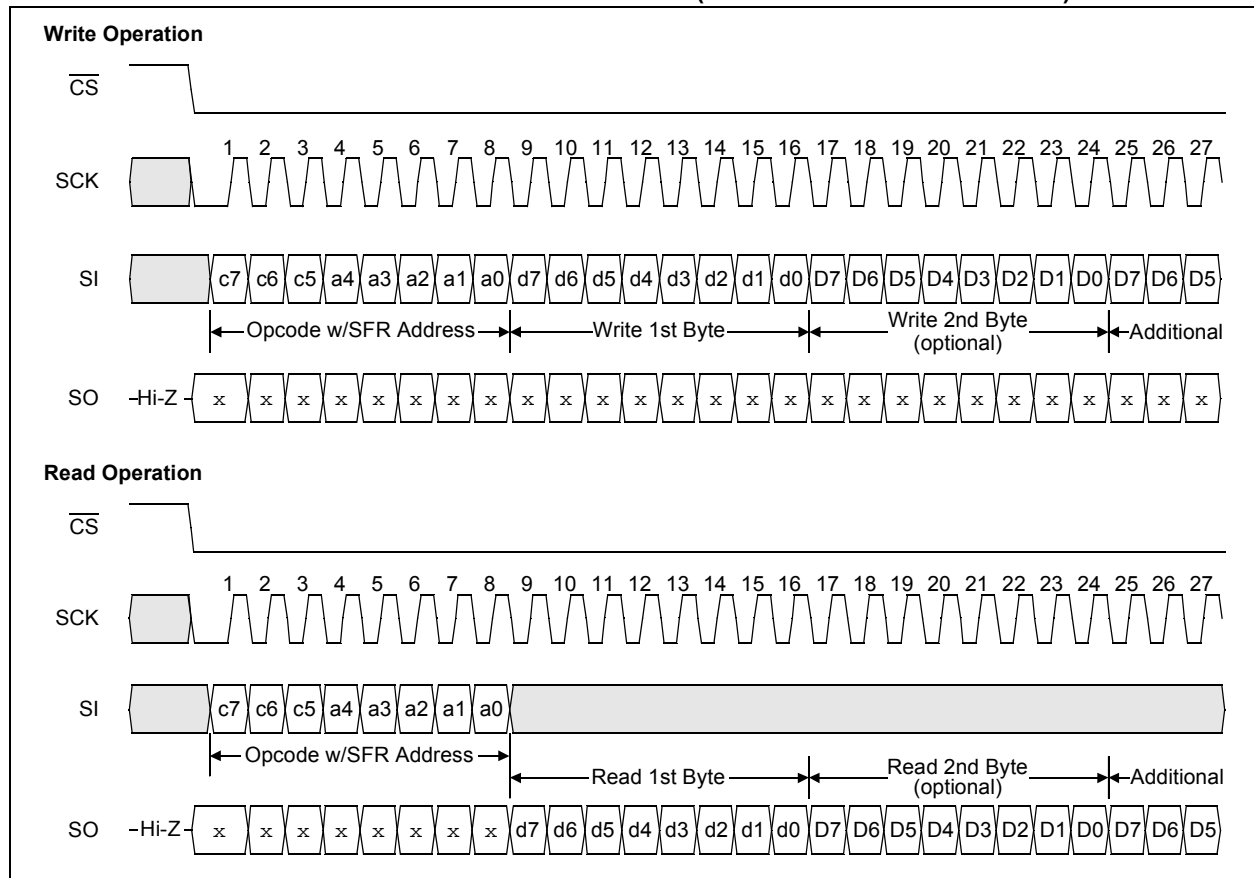 Write Operation
CS
1 2 3 4 5 6 7 8 9 10 11 12 13 14 15 16 17 18 19 20 21 22 23 24 25 26 27
SCK
SI c7 c6 c5 a4 a3 a2 a1 a0 d7 d6 d5 d4 d3 d2 d1 d0 D7 D6 D5 D4 D3 D2 D1 D0 D7 D6 D5
Opcode w/SFR Address Write 1st Byte Write 2nd Byte Additional
(optional)
SO Hi-Z x x x x x x x x x x x x x x x x x x x x x x x x x x x
Read Operation
CS
1 2 3 4 5 6 7 8 9 10 11 12 13 14 15 16 17 18 19 20 21 22 23 24 25 26 27
SCK
SI c7 c6 c5 a4 a3 a2 a1 a0
Opcode w/SFR Address Read 1st Byte Read 2nd Byte Additional
(optional)
SO Hi-Z x x x x x x x x d7 d6 d5 d4 d3 d2 d1 d0 D7 D6 D5 D4 D3 D2 D1 D0 D7 D6 D5